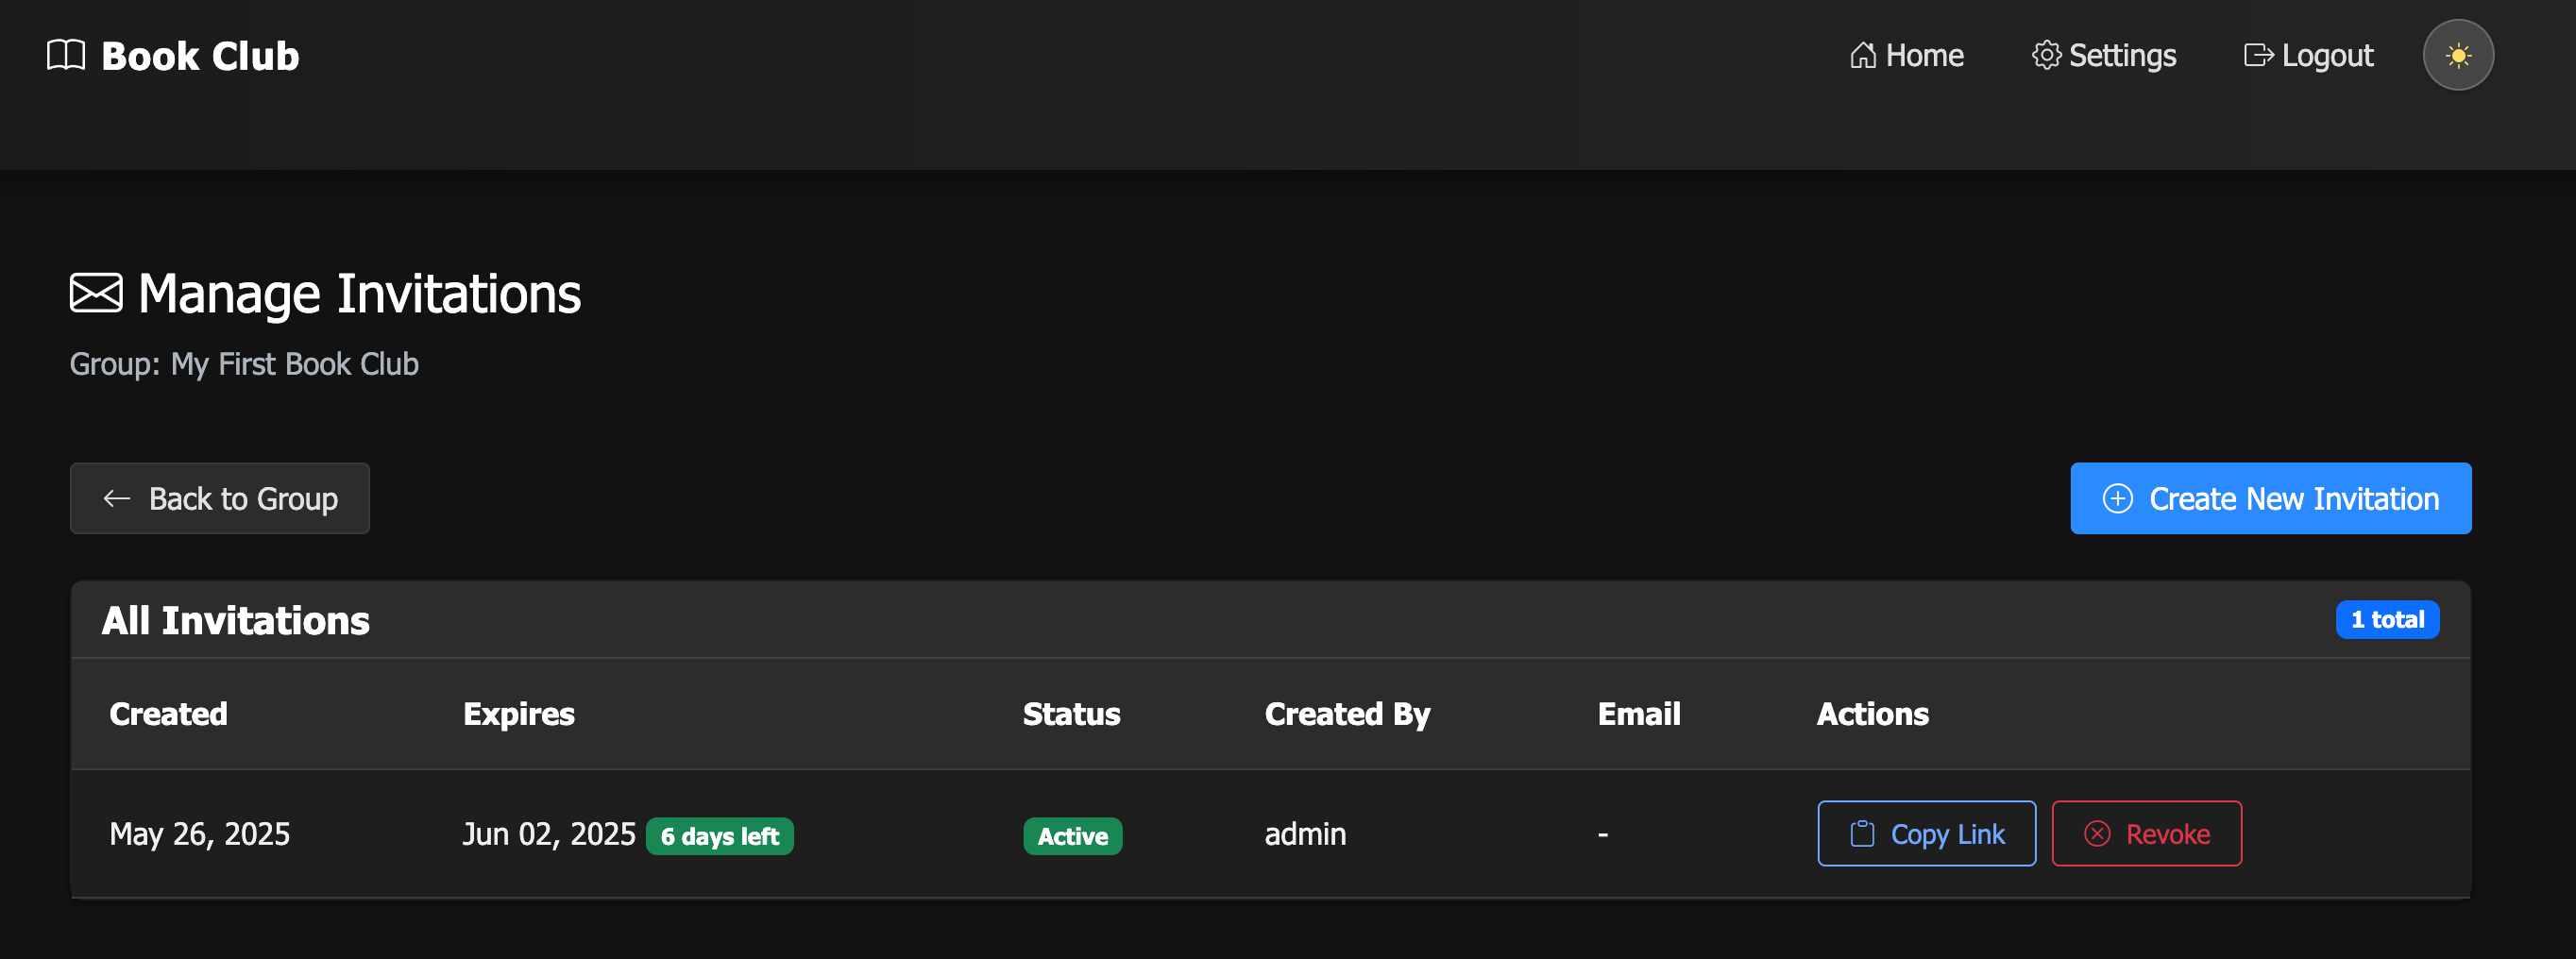 Book Club
Home Settings Logout
Manage Invitations
Group: My First Book Club
Back to Group
Create New Invitation
All Invitations 1 total
Created Expires Status Created By Email Actions
May 26, 2025 Jun 02, 2025 6 days left Active admin - Copy Link Revoke